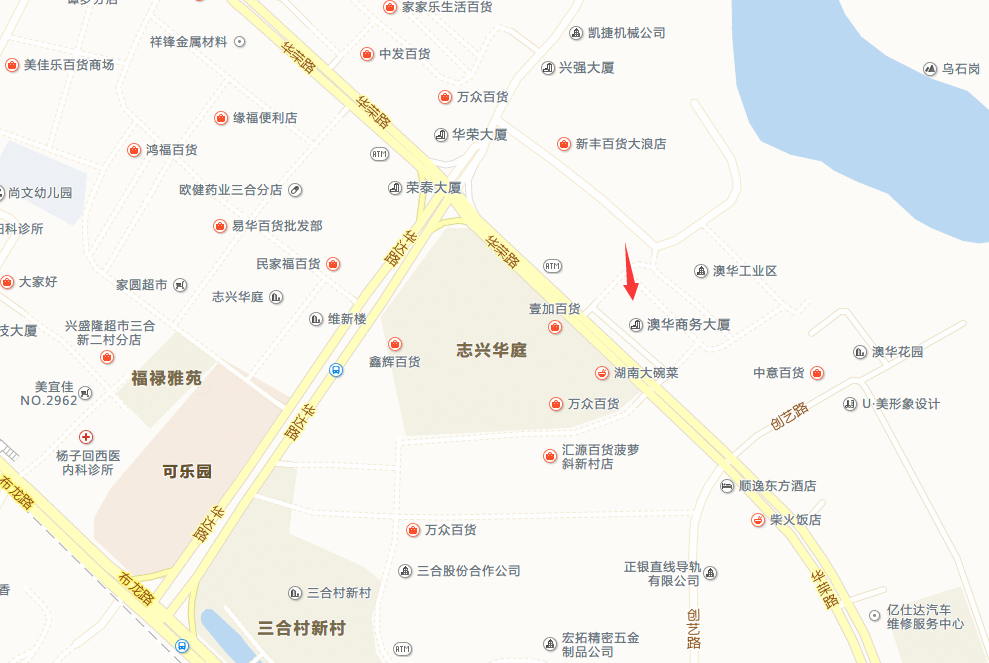 家家乐生活百货
凯捷机械公司
祥锋金属材料
中发百货
华荣路
美佳乐百货商场
兴强大厦
乌石岗
万众百货
华荣路
缘福便利店
华荣大厦
新丰百货大浪店
鸿福百货
ATM
尚文幼儿园
欧健药业三合分店
荣泰大厦
妇科诊所
易华百货批发部
华达路
华荣路
民家福百货
ATM
澳华工业区
大家好
家圆超市
志兴华庭
壹加百货
维新楼
澳华商务大厦
技大厦
兴盛隆超市三合
新二村分店
志兴华庭
鑫辉百货
澳华花园
福禄雅苑
湖南大碗菜
中意百货
美宜佳
NO.2962
万众百货
U·美形象设计
华达路
创艺路
杨子回西医
内科诊所
汇源百货菠萝
斜新村店
可乐园
顺逸东方酒店
布龙路
华达路
柴火饭店
万众百货
三合股份合作公司
正银直线导轨
有限公司
布龙路
华荣路
香
三合村新村
三合村新村
创艺路
亿仕达汽车
维修服务中心
宏拓精密五金
制品公司
ATM